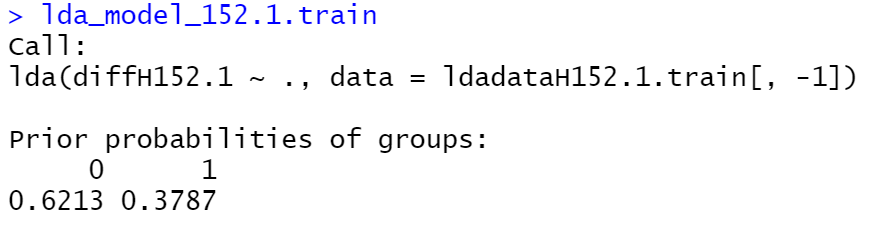 > lda_model_152.1.train
Call:
lda(diffH152.1 ~ ., data = ldadataH152.1.train[, -1])
Prior probabilities of groups:
0 1
0.6213 0.3787